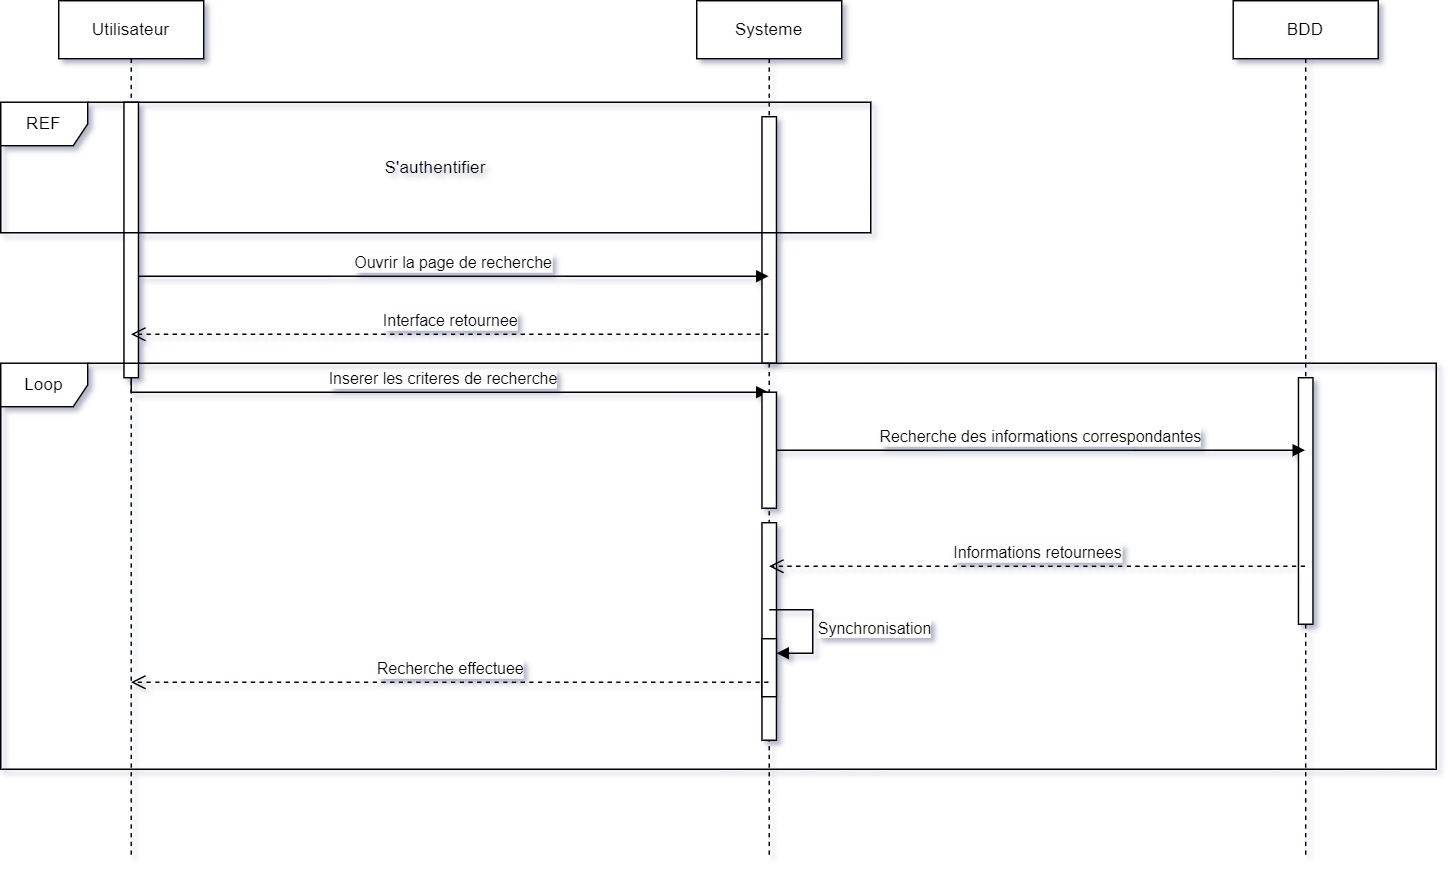 Utilisateur
Systeme
BDD
REF
S'authentifier
Ouvrir la page de recherche
Interface retournee
Loop
Inserer les criteres de recherche
Recherche des informations correspondantes
Informations retournees
Synchronisation
Recherche effectuee